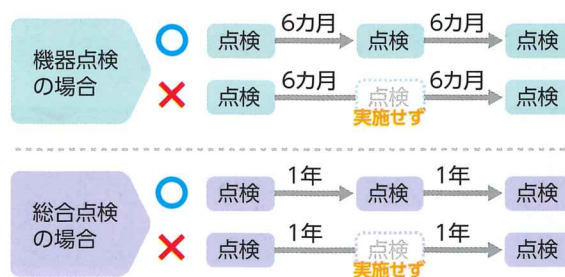 機器点検
の場合
○ 点検 6カ月 点検 6カ月 点検
× 点検 6カ月 点検 6カ月 点検
実施せず
総合点検
の場合
○ 点検 1年 点検 1年 点検
× 点検 1年 点検 1年 点検
実施せず